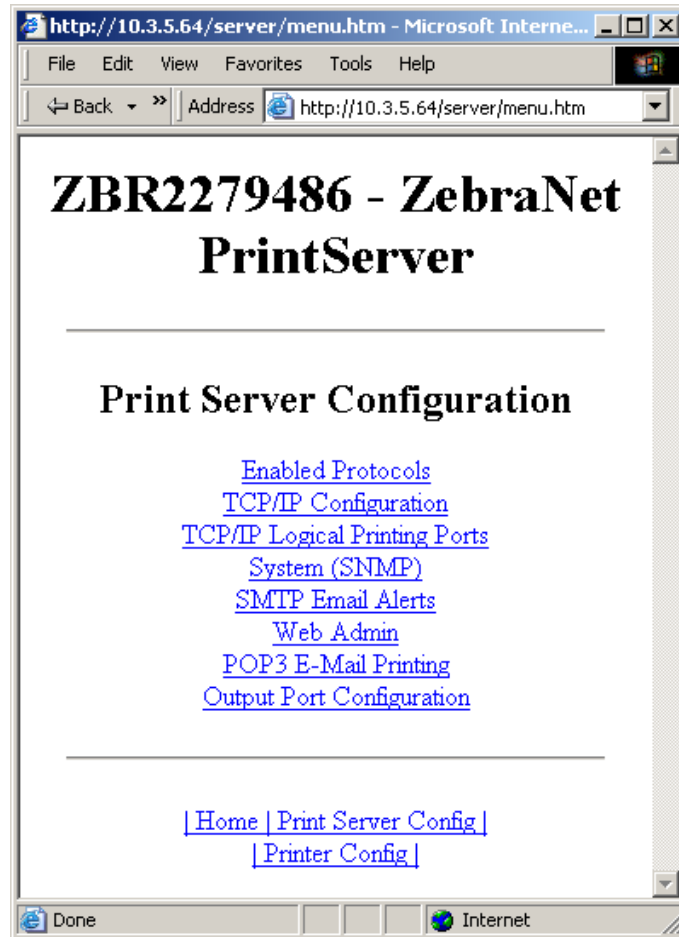 http://10.3.5.64/server/menu.htm - Microsoft Interne...
File Edit View Favorites Tools Help
Back » Address http://10.3.5.64/server/menu.htm
ZBR2279486 - ZebraNet
PrintServer
Print Server Configuration
Enabled Protocols
TCP/IP Configuration
TCP/IP Logical Printing Ports
System (SNMP)
SMTP Email Alerts
Web Admin
POP3 E-Mail Printing
Output Port Configuration
| Home | Print Server Config |
| Printer Config |
Done Internet